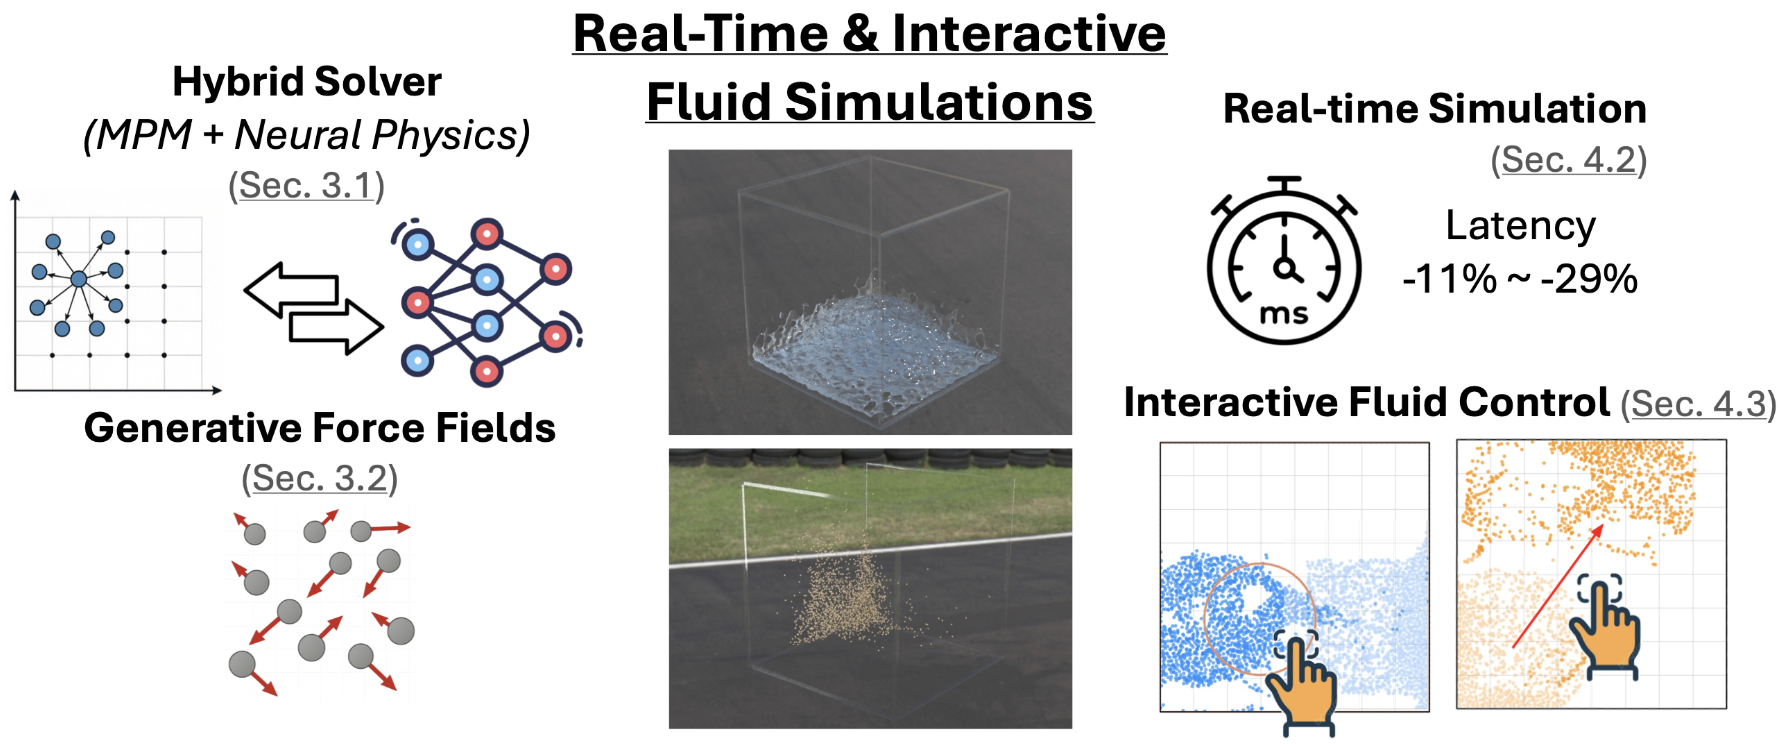 Real-Time & Interactive
Fluid Simulations
Hybrid Solver
(MPM + Neural Physics)
(Sec. 3.1)
Generative Force Fields
(Sec. 3.2)
Real-time Simulation
(Sec. 4.2)
Latency
-11% ~ -29%
ms
Interactive Fluid Control (Sec. 4.3)